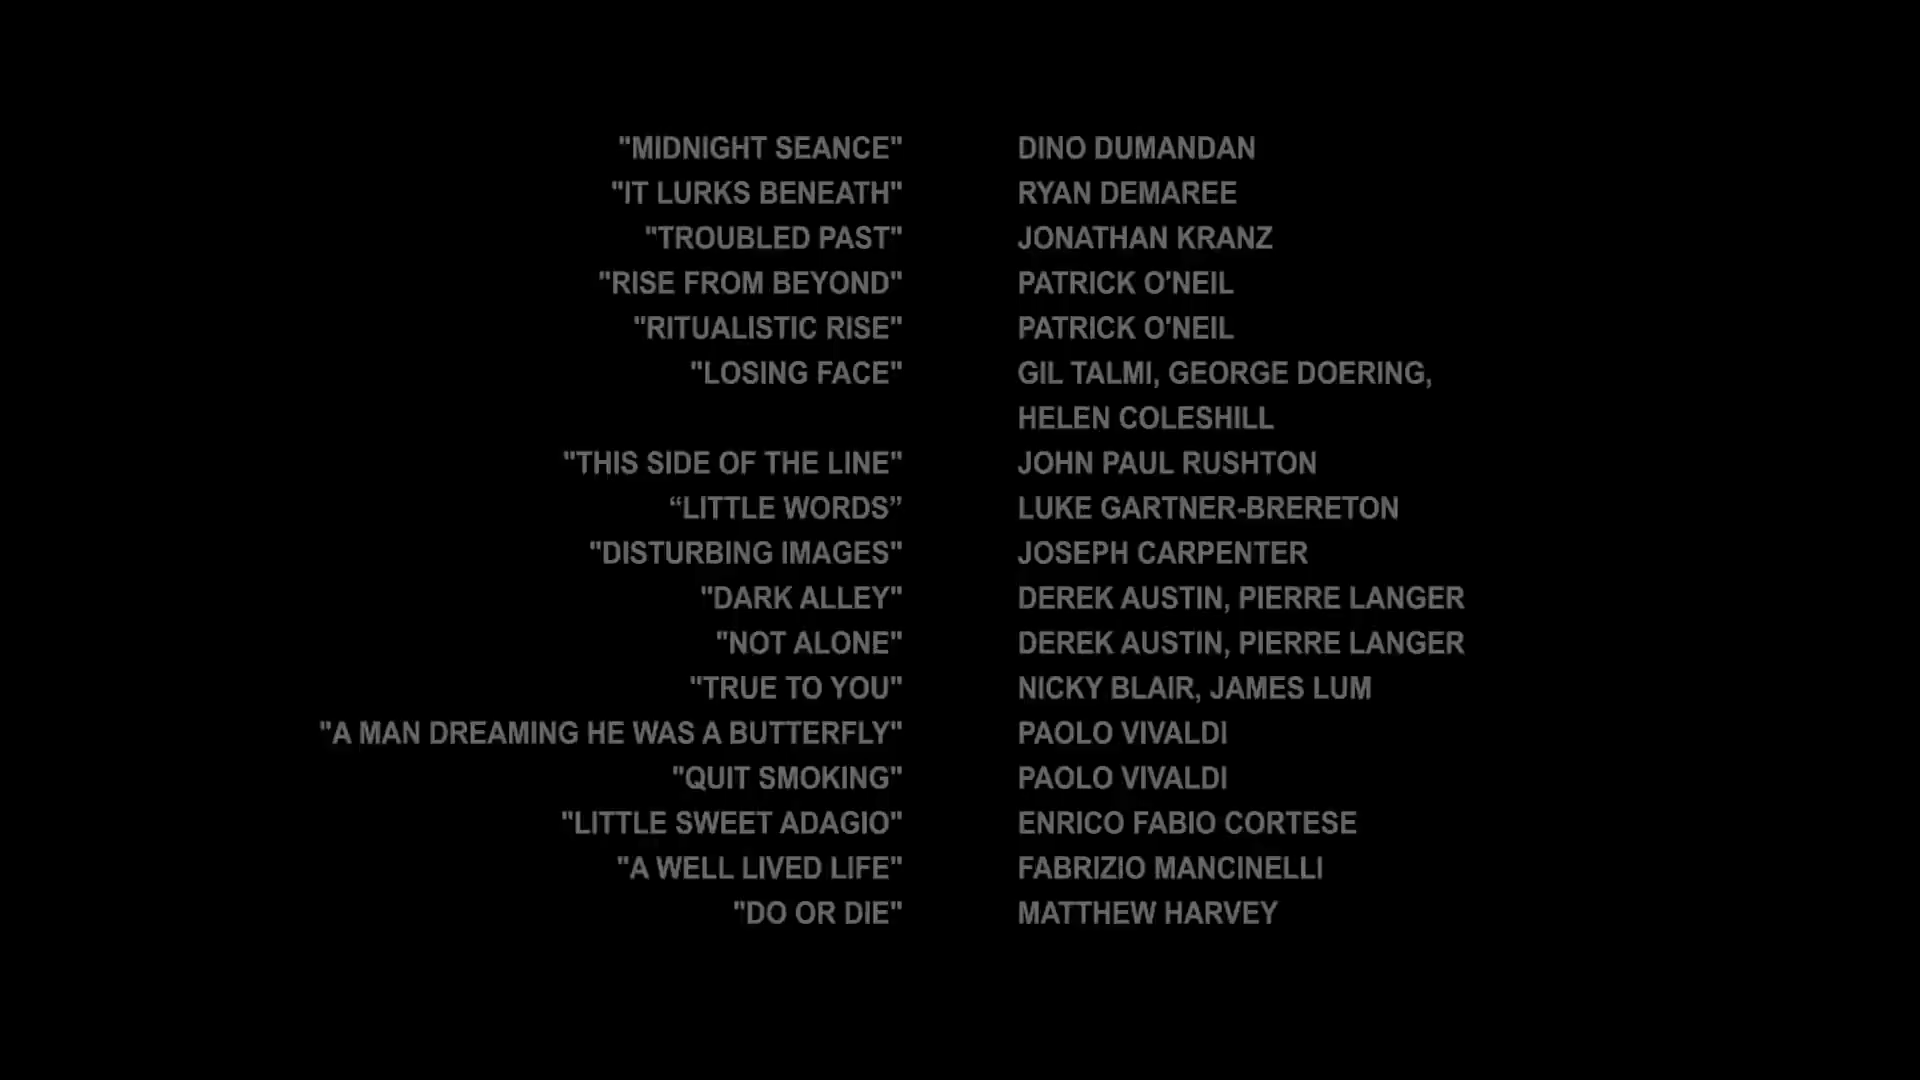 "MIDNIGHT SEANCE" DINO DUMANDAN
"IT LURKS BENEATH" RYAN DEMAREE
"TROUBLED PAST" JONATHAN KRANZ
"RISE FROM BEYOND" PATRICK O'NEIL
"RITUALISTIC RISE" PATRICK O'NEIL
"LOSING FACE" GIL TALMI, GEORGE DOERING,
HELEN COLESHILL
"THIS SIDE OF THE LINE" JOHN PAUL RUSHTON
“LITTLE WORDS” LUKE GARTNER-BRERETON
"DISTURBING IMAGES" JOSEPH CARPENTER
"DARK ALLEY" DEREK AUSTIN, PIERRE LANGER
"NOT ALONE" DEREK AUSTIN, PIERRE LANGER
"TRUE TO YOU" NICKY BLAIR, JAMES LUM
"A MAN DREAMING HE WAS A BUTTERFLY" PAOLO VIVALDI
"QUIT SMOKING" PAOLO VIVALDI
"LITTLE SWEET ADAGIO" ENRICO FABIO CORTESE
"A WELL LIVED LIFE" FABRIZIO MANCINELLI
"DO OR DIE" MATTHEW HARVEY